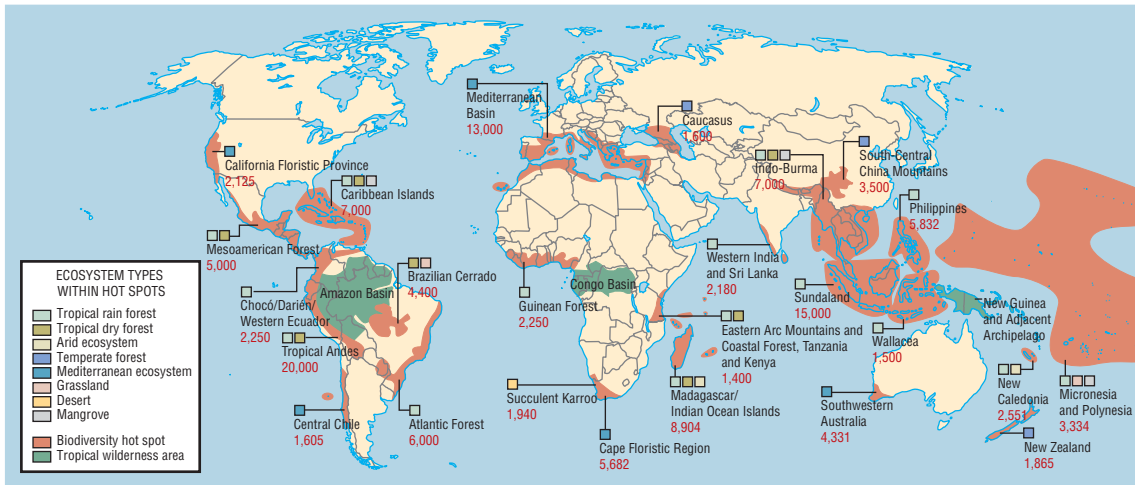 Mediterranean
Basin
13,000
Caucasus
1,600
California Floristic Province
2,125
Caribbean Islands
7,000
Indo-Burma
7,000
South-Central
China Mountains
3,500
Philippines
5,832
Mesoamerican Forest
5,000
Western India
and Sri Lanka
2,180
Brazilian Cerrado
4,400
Amazon Basin
Congo Basin
Chocó/Darién/
Western Ecuador
2,250
Guinean Forest
2,250
Sundaland
15,000
New Guinea
and Adjacent
Archipelago
Wallacea
1,500
Eastern Arc Mountains and
Coastal Forest, Tanzania
and Kenya
1,400
Tropical Andes
20,000
Succulent Karroo
1,940
Madagascar/
Indian Ocean Islands
8,904
Southwestern
Australia
4,331
New
Caledonia
2,551
Micronesia
and Polynesia
3,334
Central Chile
1,605
Atlantic Forest
6,000
Cape Floristic Region
5,682
New Zealand
1,865
ECOSYSTEM TYPES
WITHIN HOT SPOTS
Tropical rain forest
Tropical dry forest
Arid ecosystem
Temperate forest
Mediterranean ecosystem
Grassland
Desert
Mangrove
Biodiversity hot spot
Tropical wilderness area